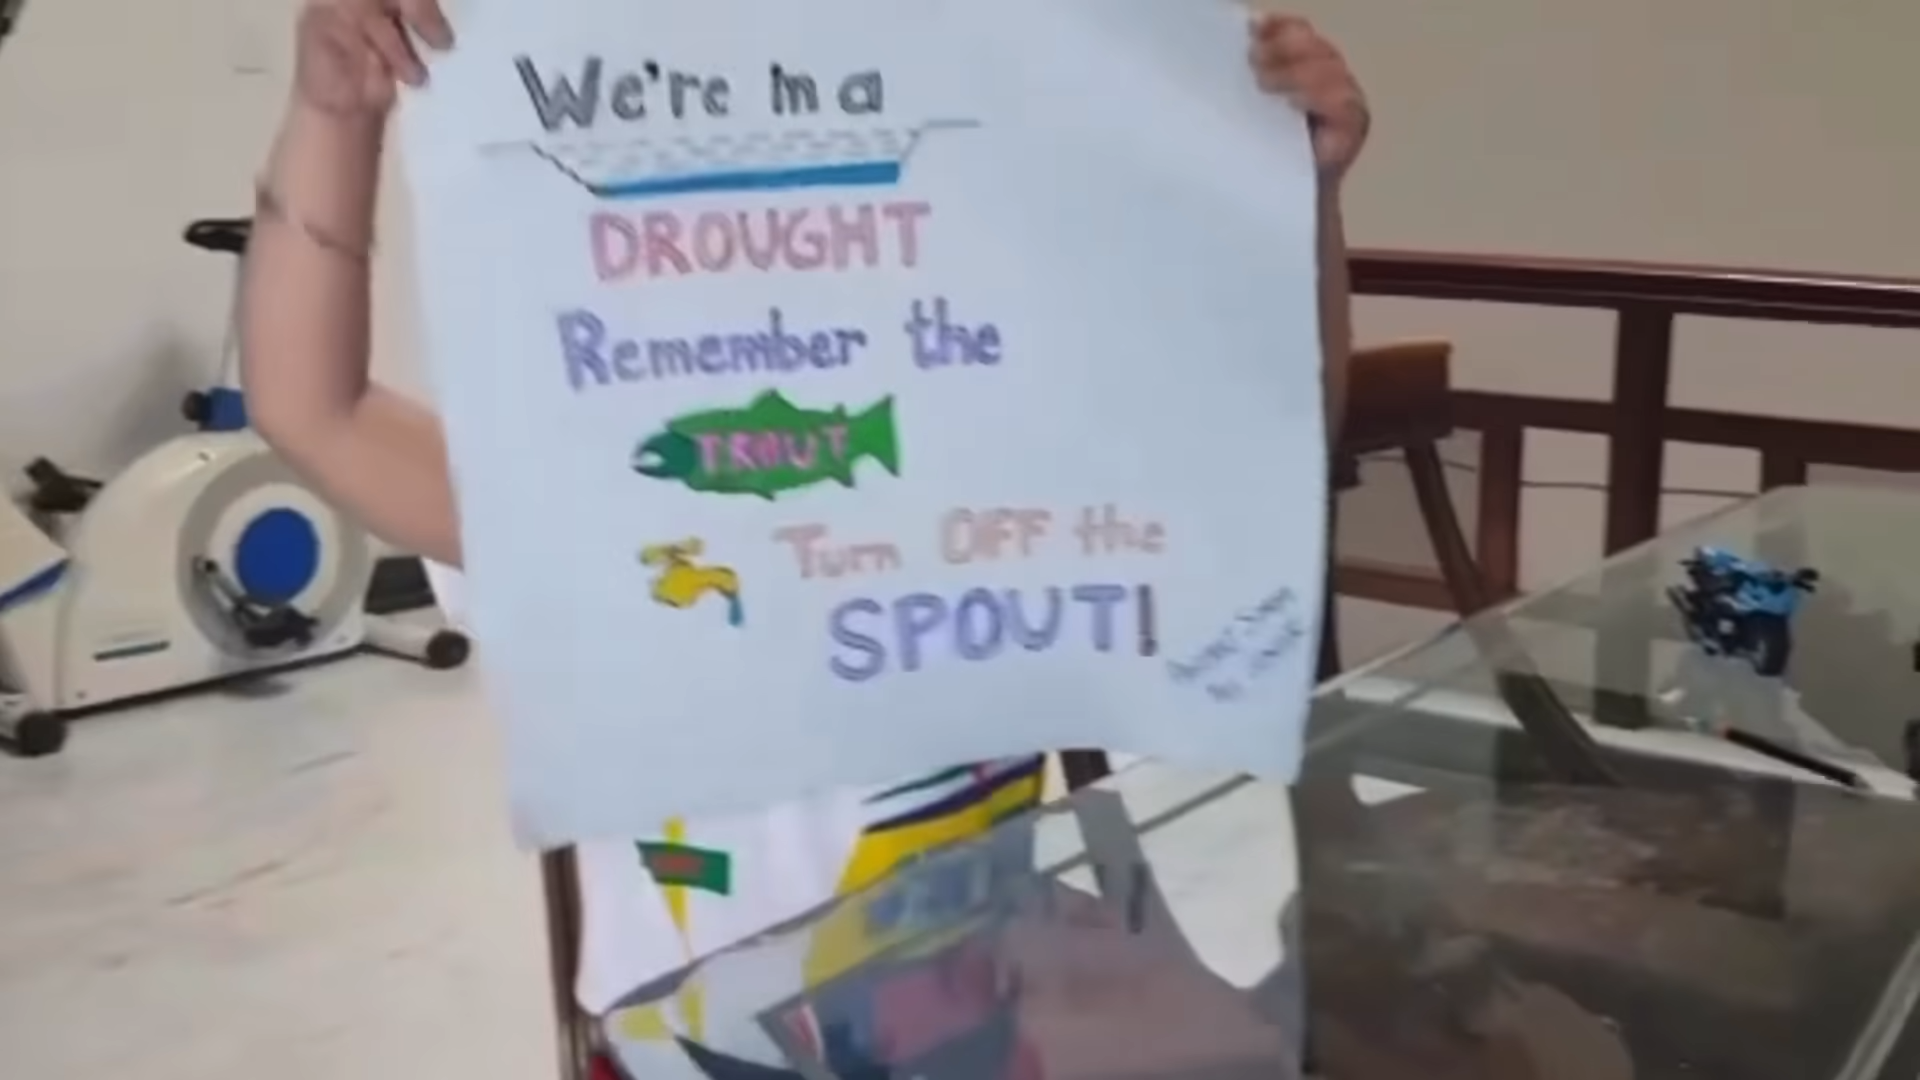 We're in a
DROUGHT
Remember the
TROUT
Turn OFF the
SPOUT!